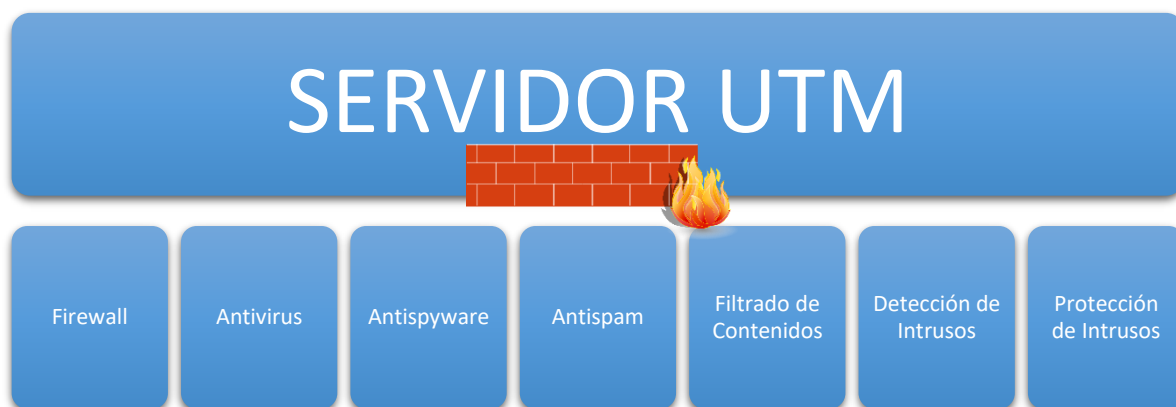 SERVIDOR UTM
Firewall
Antivirus
Antispyware
Antispam
Filtrado de
Contenidos
Detección de
Intrusos
Protección
de Intrusos